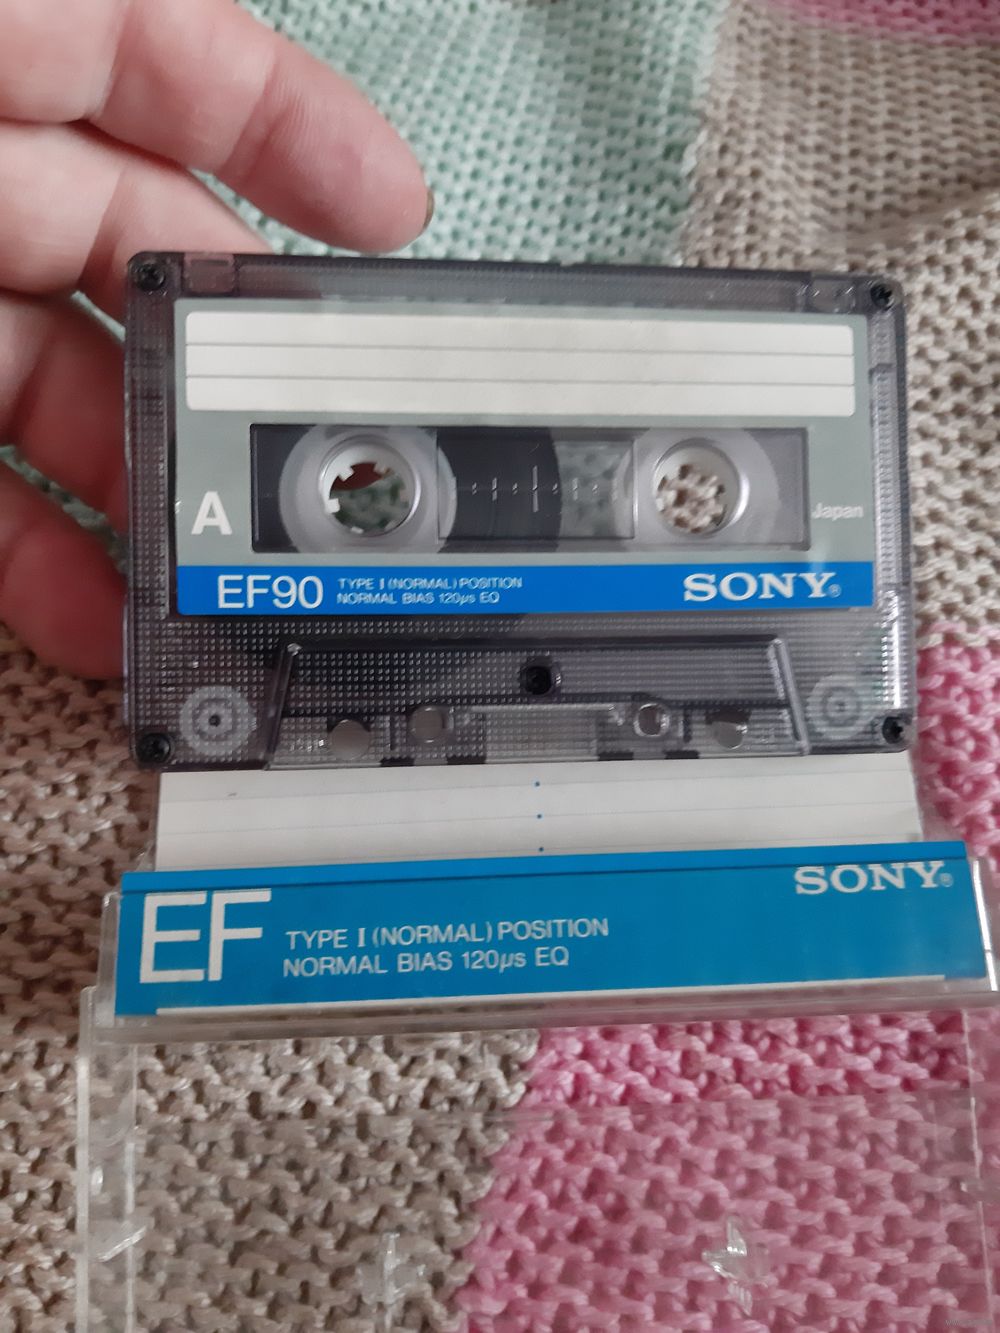 A
Japan
EF90 TYPE I (NORMAL) POSITION
NORMAL BIAS 120μs EQ
SONY®
SONY®
EF TYPE I (NORMAL) POSITION
NORMAL BIAS 120μs EQ